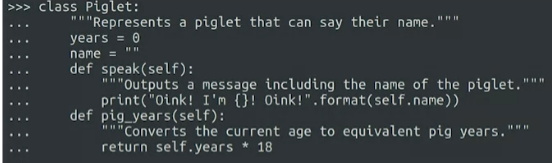 >>> class Piglet:
...     """Represents a piglet that can say their name."""
...     years = 0
...     name = ""
...     def speak(self):
...         """Outputs a message including the name of the piglet."""
...         print("Oink! I'm {}! Oink!".format(self.name))
...     def pig_years(self):
...         """Converts the current age to equivalent pig years."""
...         return self.years * 18